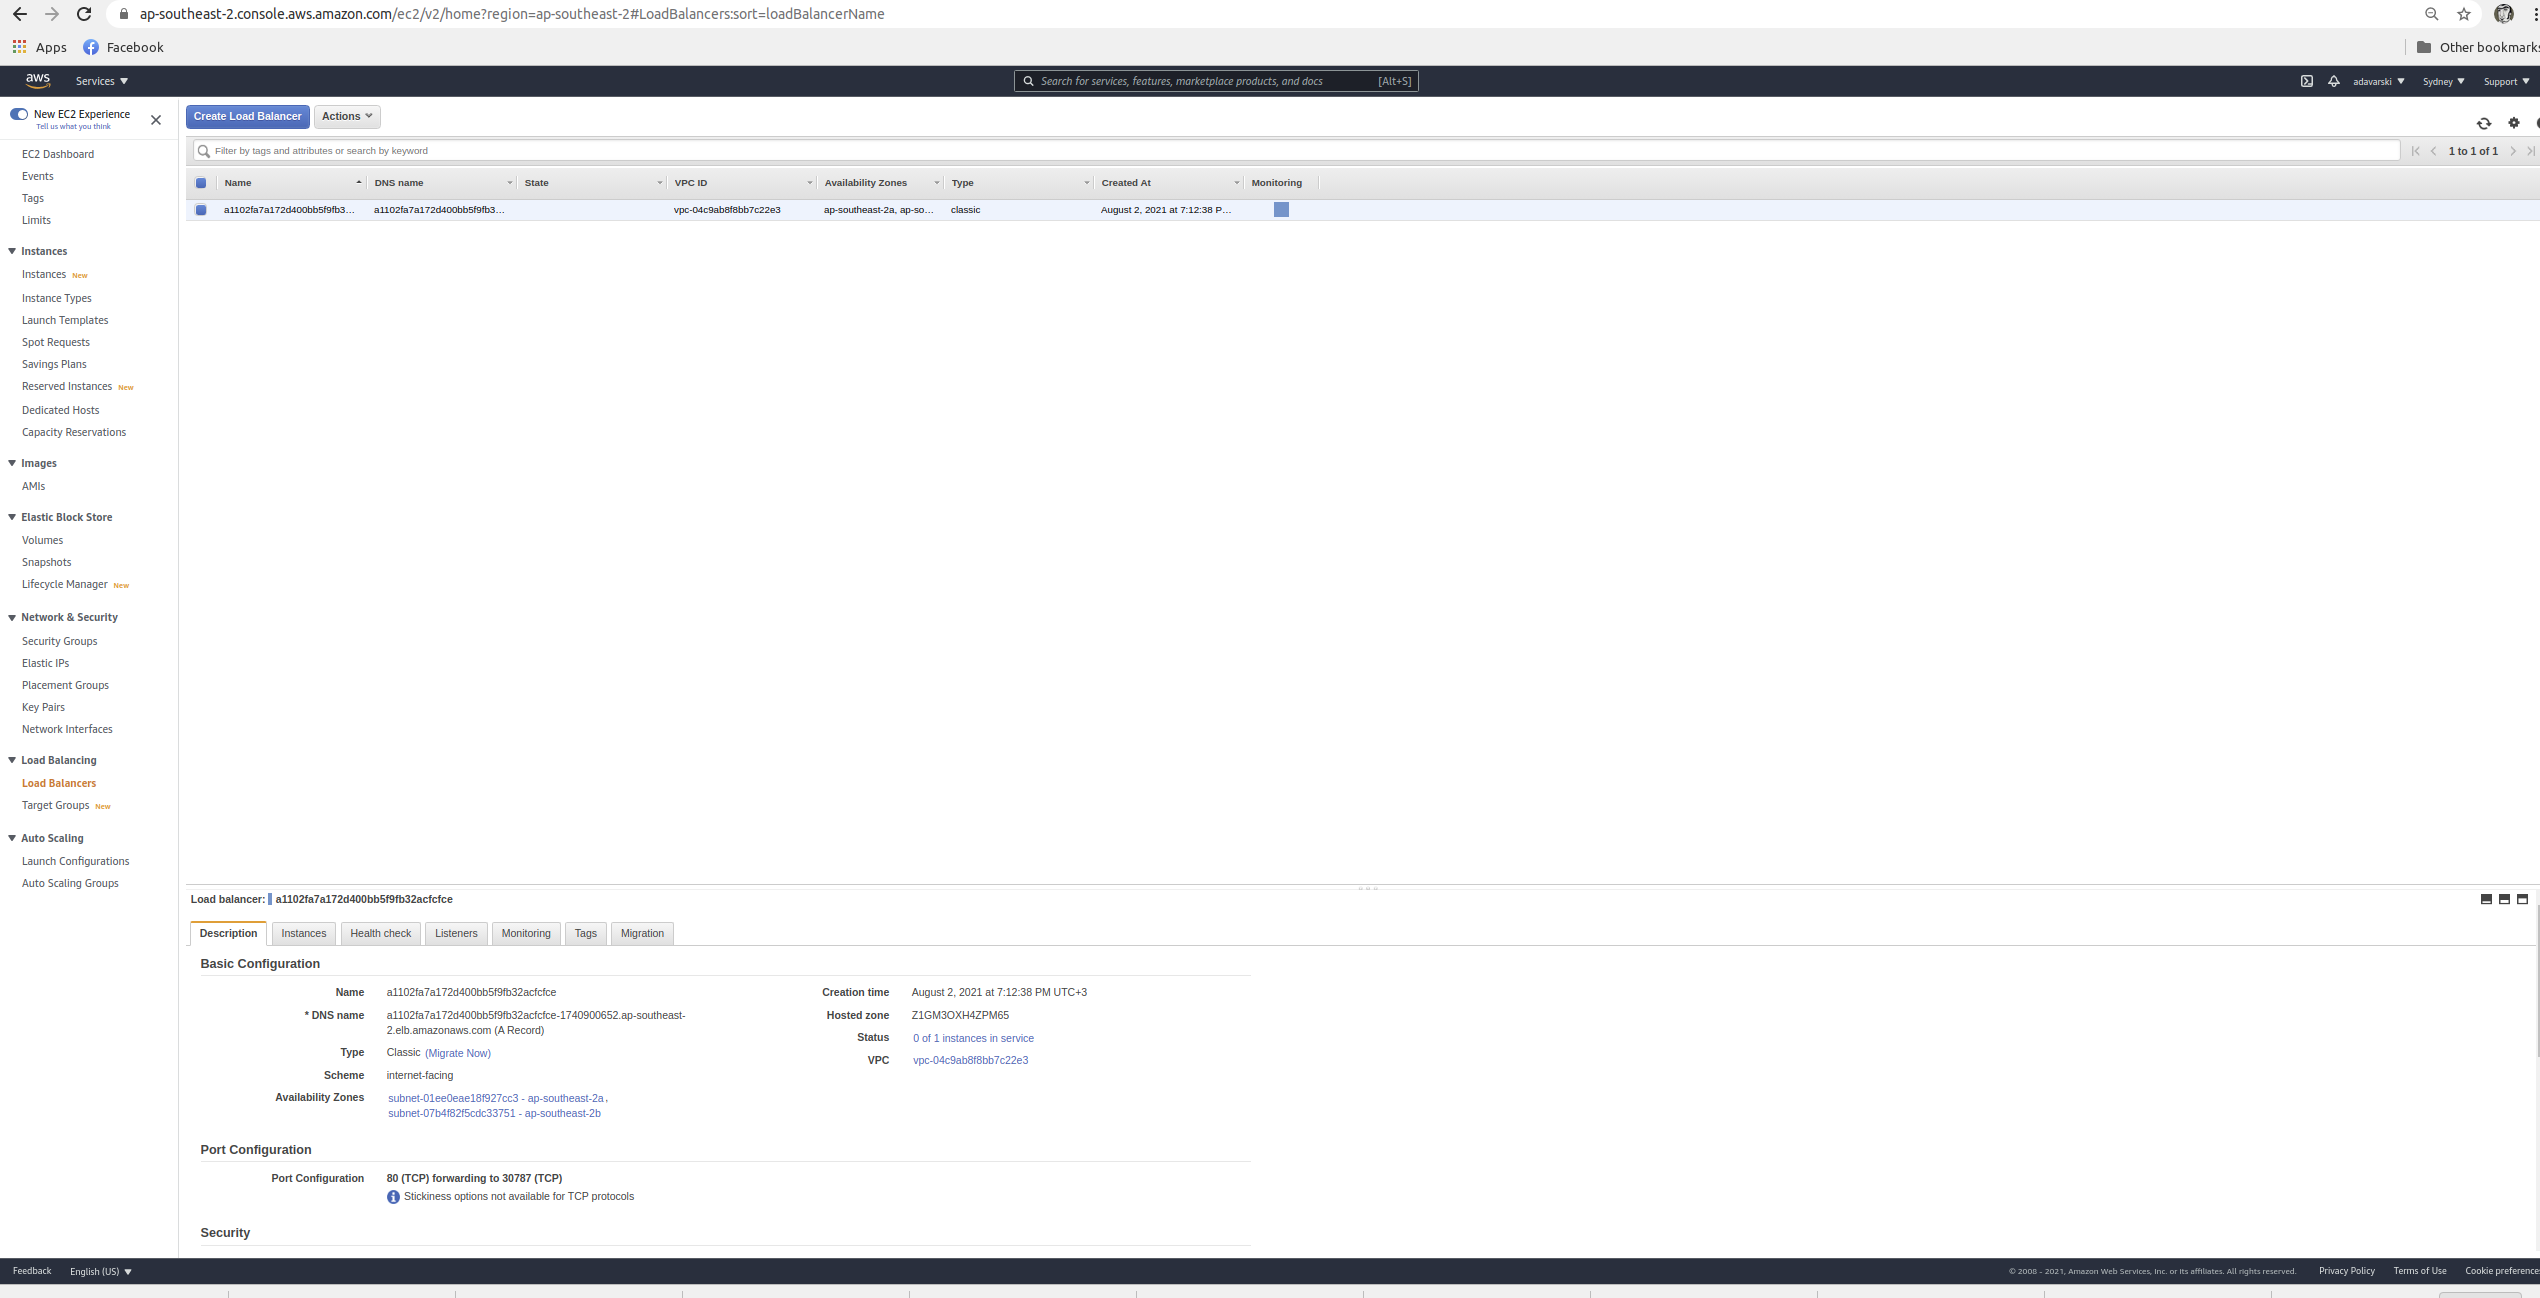 ap-southeast-2.console.aws.amazon.com/ec2/v2/home?region=ap-southeast-2#LoadBalancers:sort=loadBalancerName
Apps
Facebook
Other bookmarks
aws
Services
Search for services, features, marketplace products, and docs
[Alt+S]
adavarski
Sydney
Support
New EC2 Experience
Tell us what you think
EC2 Dashboard
Events
Tags
Limits
Instances
Instances New
Instance Types
Launch Templates
Spot Requests
Savings Plans
Reserved Instances New
Dedicated Hosts
Capacity Reservations
Images
AMIs
Elastic Block Store
Volumes
Snapshots
Lifecycle Manager New
Network & Security
Security Groups
Elastic IPs
Placement Groups
Key Pairs
Network Interfaces
Load Balancing
Load Balancers
Target Groups New
Auto Scaling
Launch Configurations
Auto Scaling Groups
Create Load Balancer
Actions
Filter by tags and attributes or search by keyword
1 to 1 of 1
Name DNS name State VPC ID Availability Zones Type Created At Monitoring
a1102fa7a172d400bb5f9fb3... a1102fa7a172d400bb5f9fb3... vpc-04c9ab8f8bb7c22e3 ap-southeast-2a, ap-so... classic August 2, 2021 at 7:12:38 P...
Load balancer: a1102fa7a172d400bb5f9fb32acfcfce
Description Instances Health check Listeners Monitoring Tags Migration
Basic Configuration
Name a1102fa7a172d400bb5f9fb32acfcfce
* DNS name a1102fa7a172d400bb5f9fb32acfcfce-1740900652.ap-southeast-
2.elb.amazonaws.com (A Record)
Type Classic (Migrate Now)
Scheme internet-facing
Availability Zones subnet-01ee0eae18f927cc3 - ap-southeast-2a,
subnet-07b4f82f5cdc33751 - ap-southeast-2b
Creation time August 2, 2021 at 7:12:38 PM UTC+3
Hosted zone Z1GM3OXH4ZPM65
Status 0 of 1 instances in service
VPC vpc-04c9ab8f8bb7c22e3
Port Configuration
Port Configuration 80 (TCP) forwarding to 30787 (TCP)
Stickiness options not available for TCP protocols
Security
Feedback
English (US)
© 2008 - 2021, Amazon Web Services, Inc. or its affiliates. All rights reserved.
Privacy Policy
Terms of Use
Cookie preferences